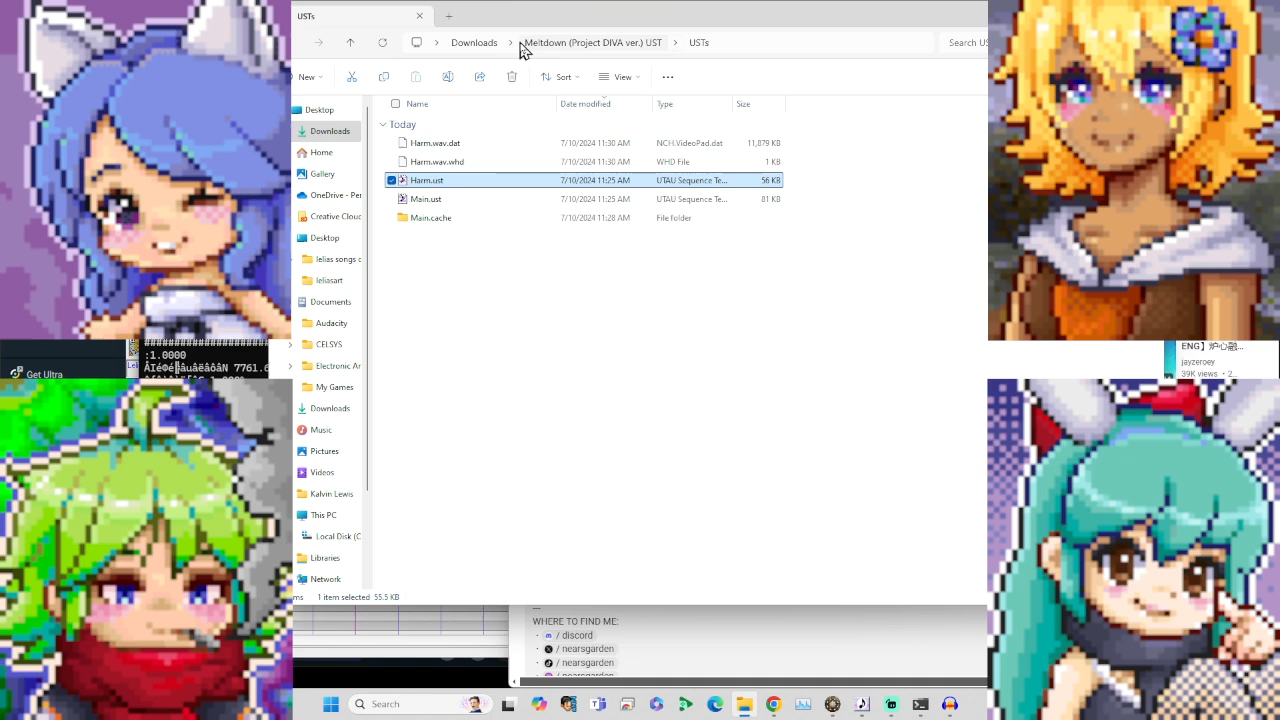 USTs
Downloads
Meltdown (Project DIVA ver.) UST
USTs
Search US
New
Sort
View
Name
Date modified
Type
Size
Today
Harm.wav.dat
7/10/2024 11:30 AM
NCH.VideoPad.dat
11,879 KB
Harm.wav.whd
7/10/2024 11:30 AM
WHD File
1 KB
Harm.ust
7/10/2024 11:25 AM
UTAU Sequence Te...
56 KB
Main.ust
7/10/2024 11:25 AM
UTAU Sequence Te...
81 KB
Main.cache
7/10/2024 11:28 AM
File folder
Desktop
Downloads
Home
Gallery
OneDrive - Per
Creative Cloud
Desktop
lelias songs c
leliasart
Documents
Audacity
CELSYS
Electronic Ar
My Games
Downloads
Music
Pictures
Videos
Kalvin Lewis
This PC
Local Disk (C
Libraries
Network
ms
1 item selected
55.5 KB
Get Ultra
:1.0000
7761.6
ENG】炉心融...
jayzeroey
39K views • 2...
WHERE TO FIND ME:
/ discord
/ nearsgarden
/ nearsgarden
/ nearsgarden
Search